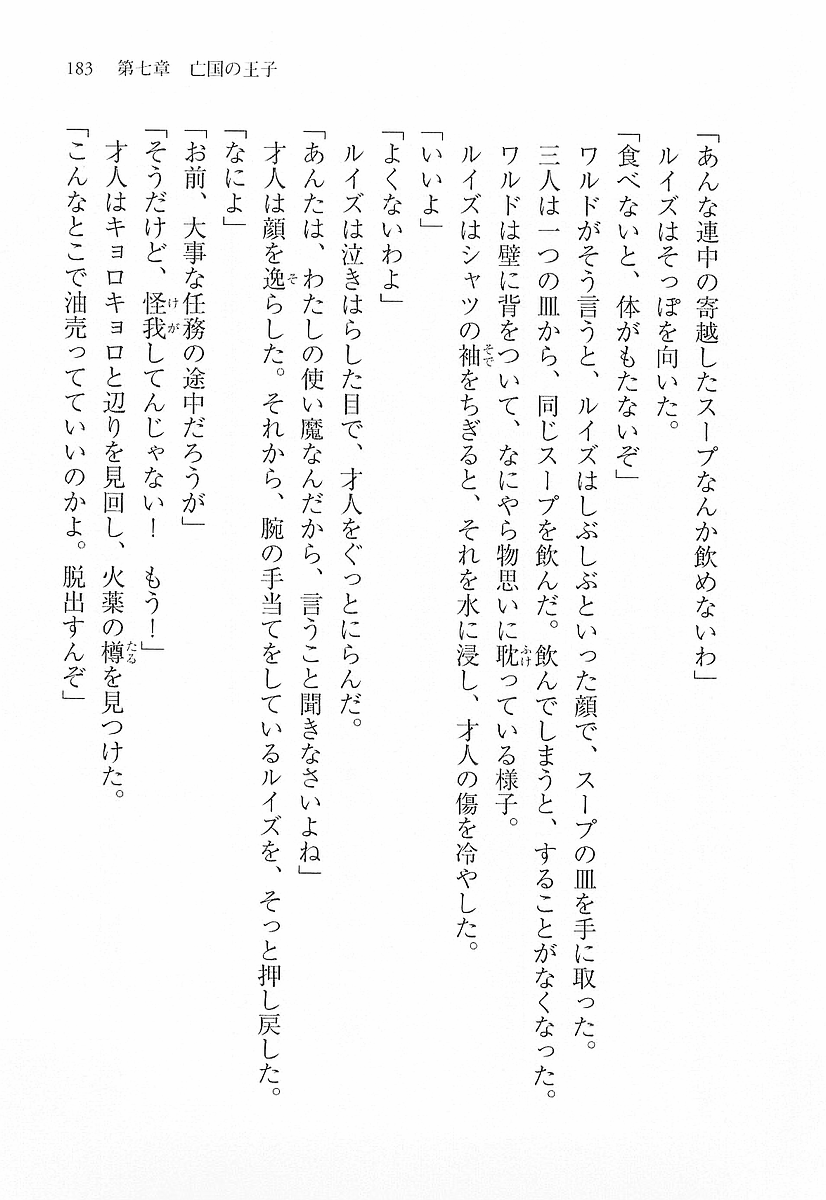 183　第七章　亡国の王子
「あんな連中の寄越したスープなんか飲めないわ」
　ルイズはそっぽを向いた。
「食べないと、体がもたないぞ」
　ワルドがそう言うと、ルイズはしぶしぶといった顔で、スープの皿を手に取った。
　三人は一つの皿から、同じスープを飲んだ。飲んでしまうと、することがなくなった。
　ワルドは壁に背をついて、なにやら物思いに耽っている様子。
　ルイズはシャツの袖をちぎると、それを水に浸し、才人の傷を冷やした。
「いいよ」
「よくないわよ」
　ルイズは泣きはらした目で、才人をぐっとにらんだ。
「あんたは、わたしの使い魔なんだから、言うこと聞きなさいよね」
　才人は顔を逸らした。それから、腕の手当てをしているルイズを、そっと押し戻した。
「なによ」
「お前、大事な任務の途中だろうが」
「そうだけど、怪我してんじゃない！　もう！」
　才人はキョロキョロと辺りを見回し、火薬の樽を見つけた。
「こんなとこで油売ってていいのかよ。脱出すんぞ」